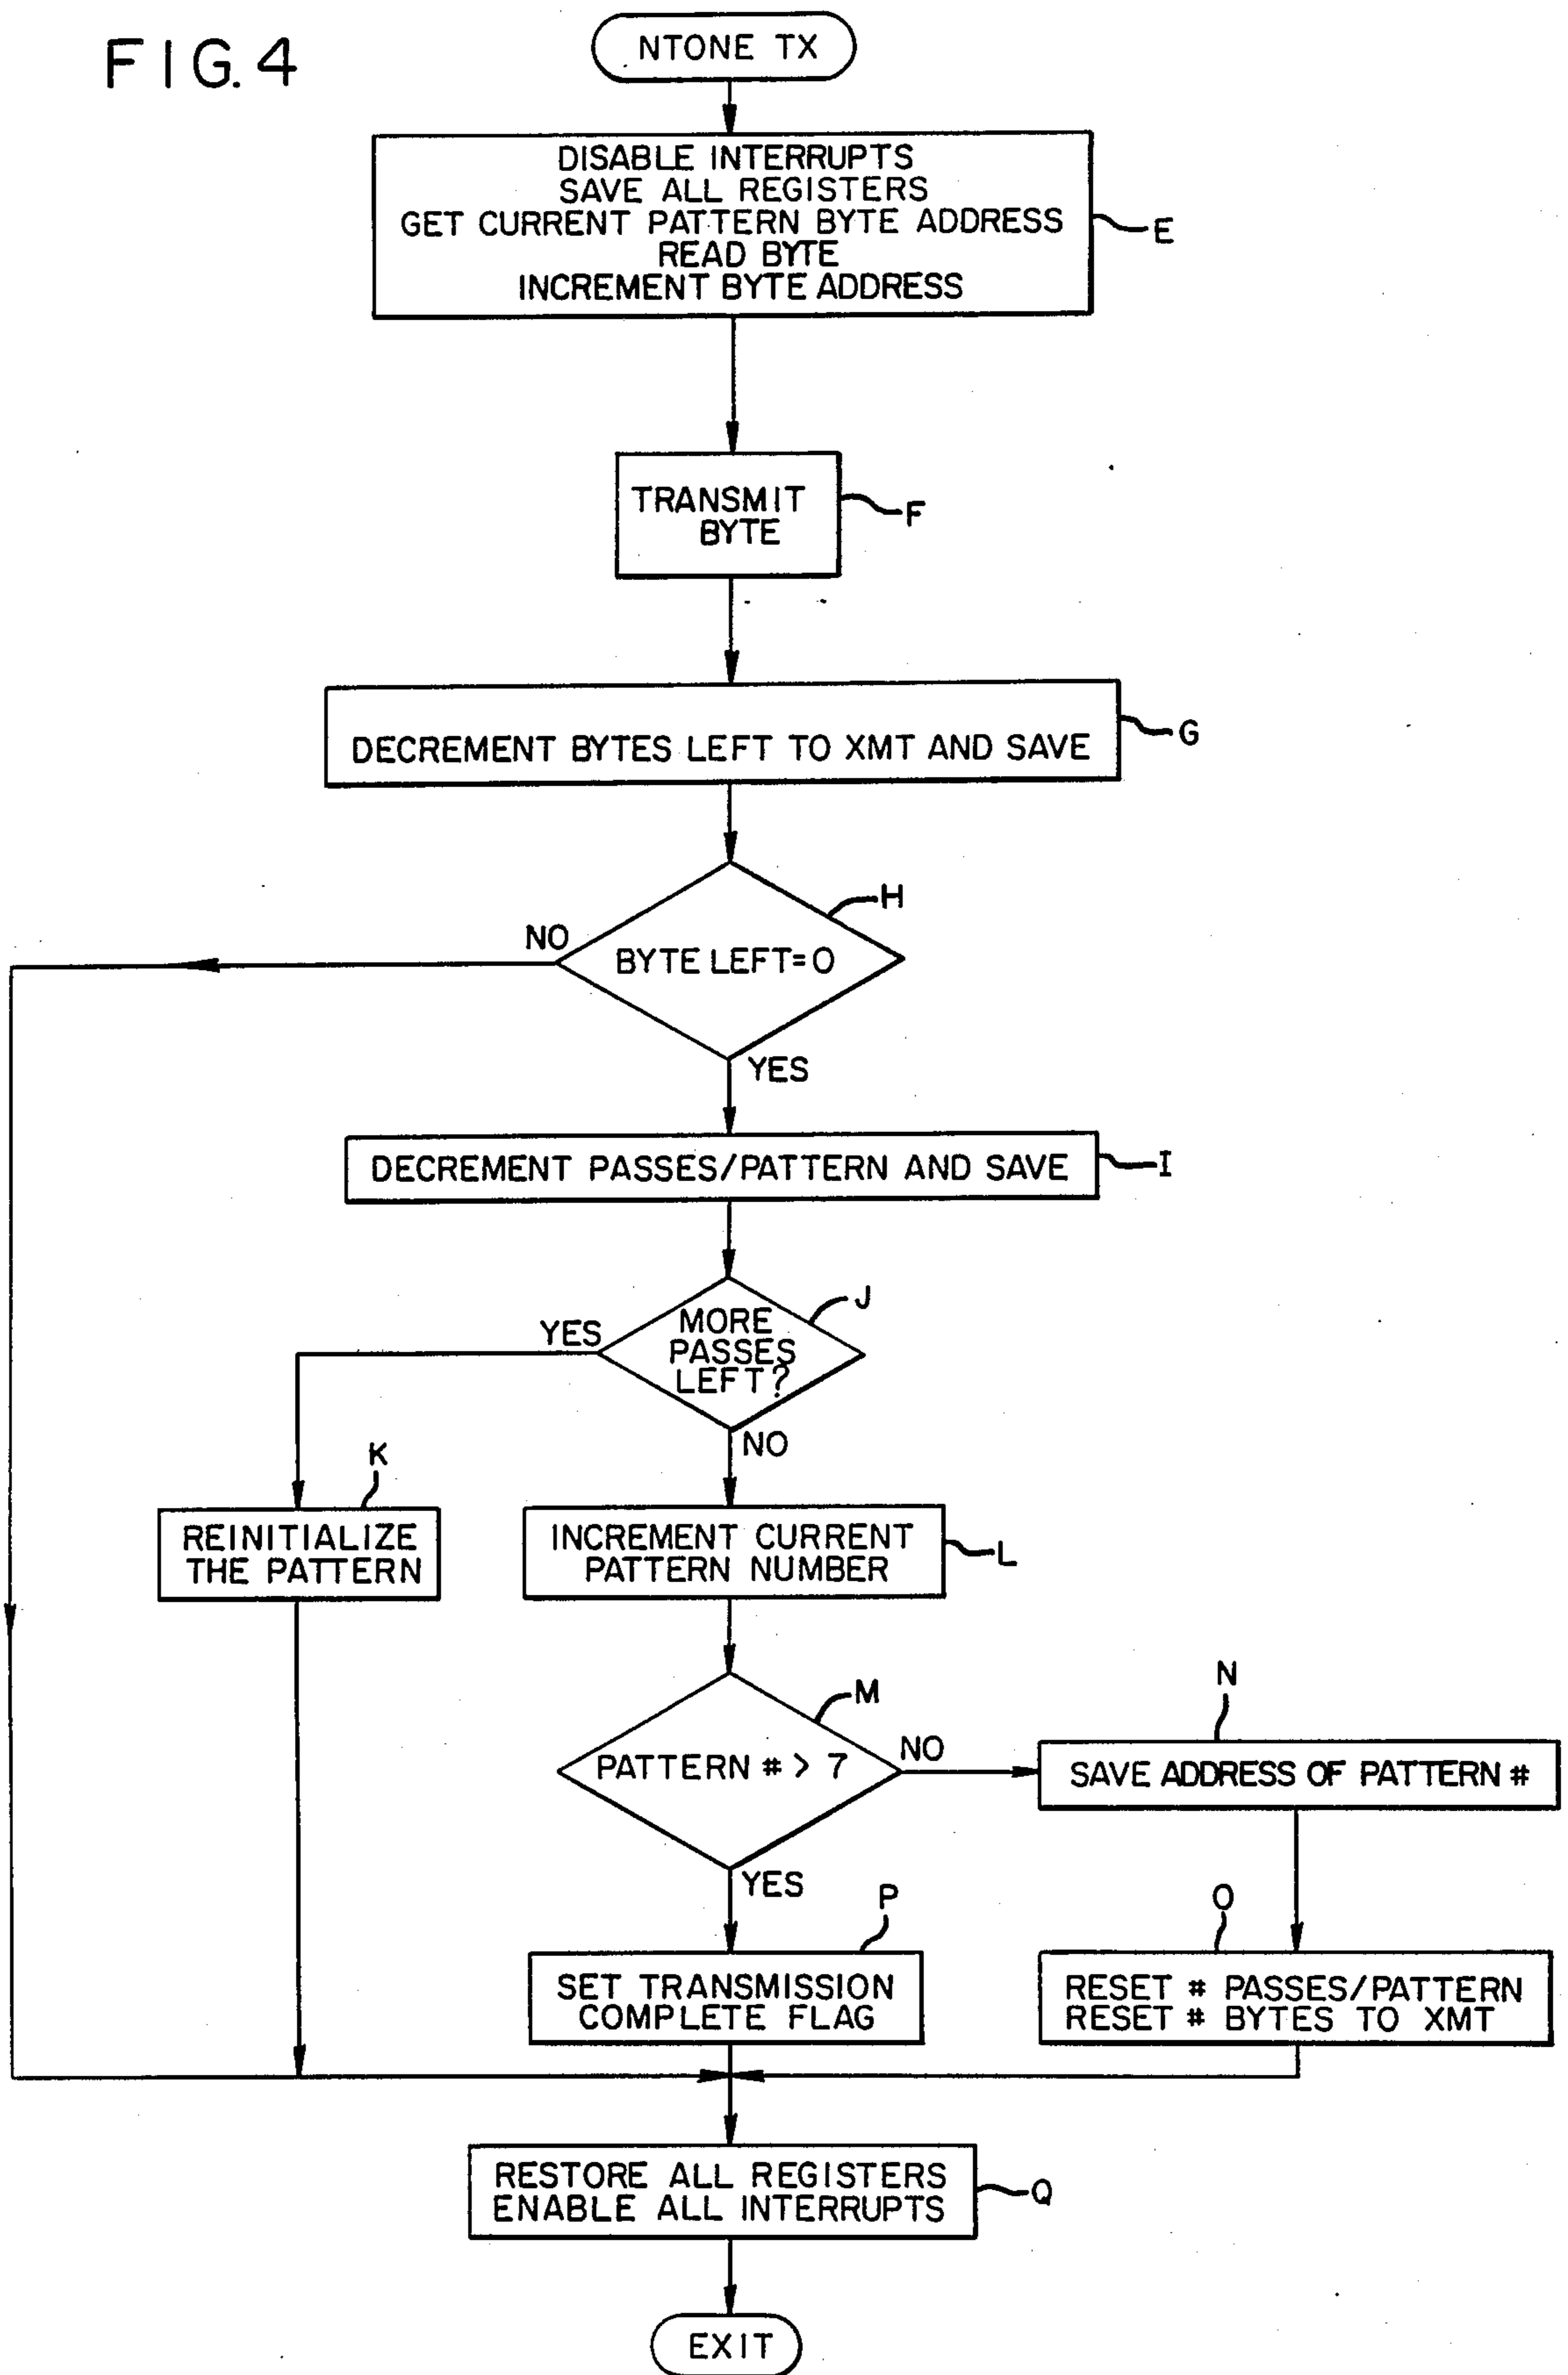 FIG. 4
NTONE TX
DISABLE INTERRUPTS
SAVE ALL REGISTERS
GET CURRENT PATTERN BYTE ADDRESS
READ BYTE
INCREMENT BYTE ADDRESS
E
TRANSMIT
BYTE
F
DECREMENT BYTES LEFT TO XMT AND SAVE
G
H
NO
BYTE LEFT=0
YES
DECREMENT PASSES/PATTERN AND SAVE
I
J
YES
MORE
PASSES
LEFT?
NO
K
REINITIALIZE
THE PATTERN
INCREMENT CURRENT
PATTERN NUMBER
L
M
PATTERN # > 7
NO
N
SAVE ADDRESS OF PATTERN #
YES
P
SET TRANSMISSION
COMPLETE FLAG
O
RESET # PASSES/PATTERN
RESET # BYTES TO XMT
RESTORE ALL REGISTERS
ENABLE ALL INTERRUPTS
Q
EXIT